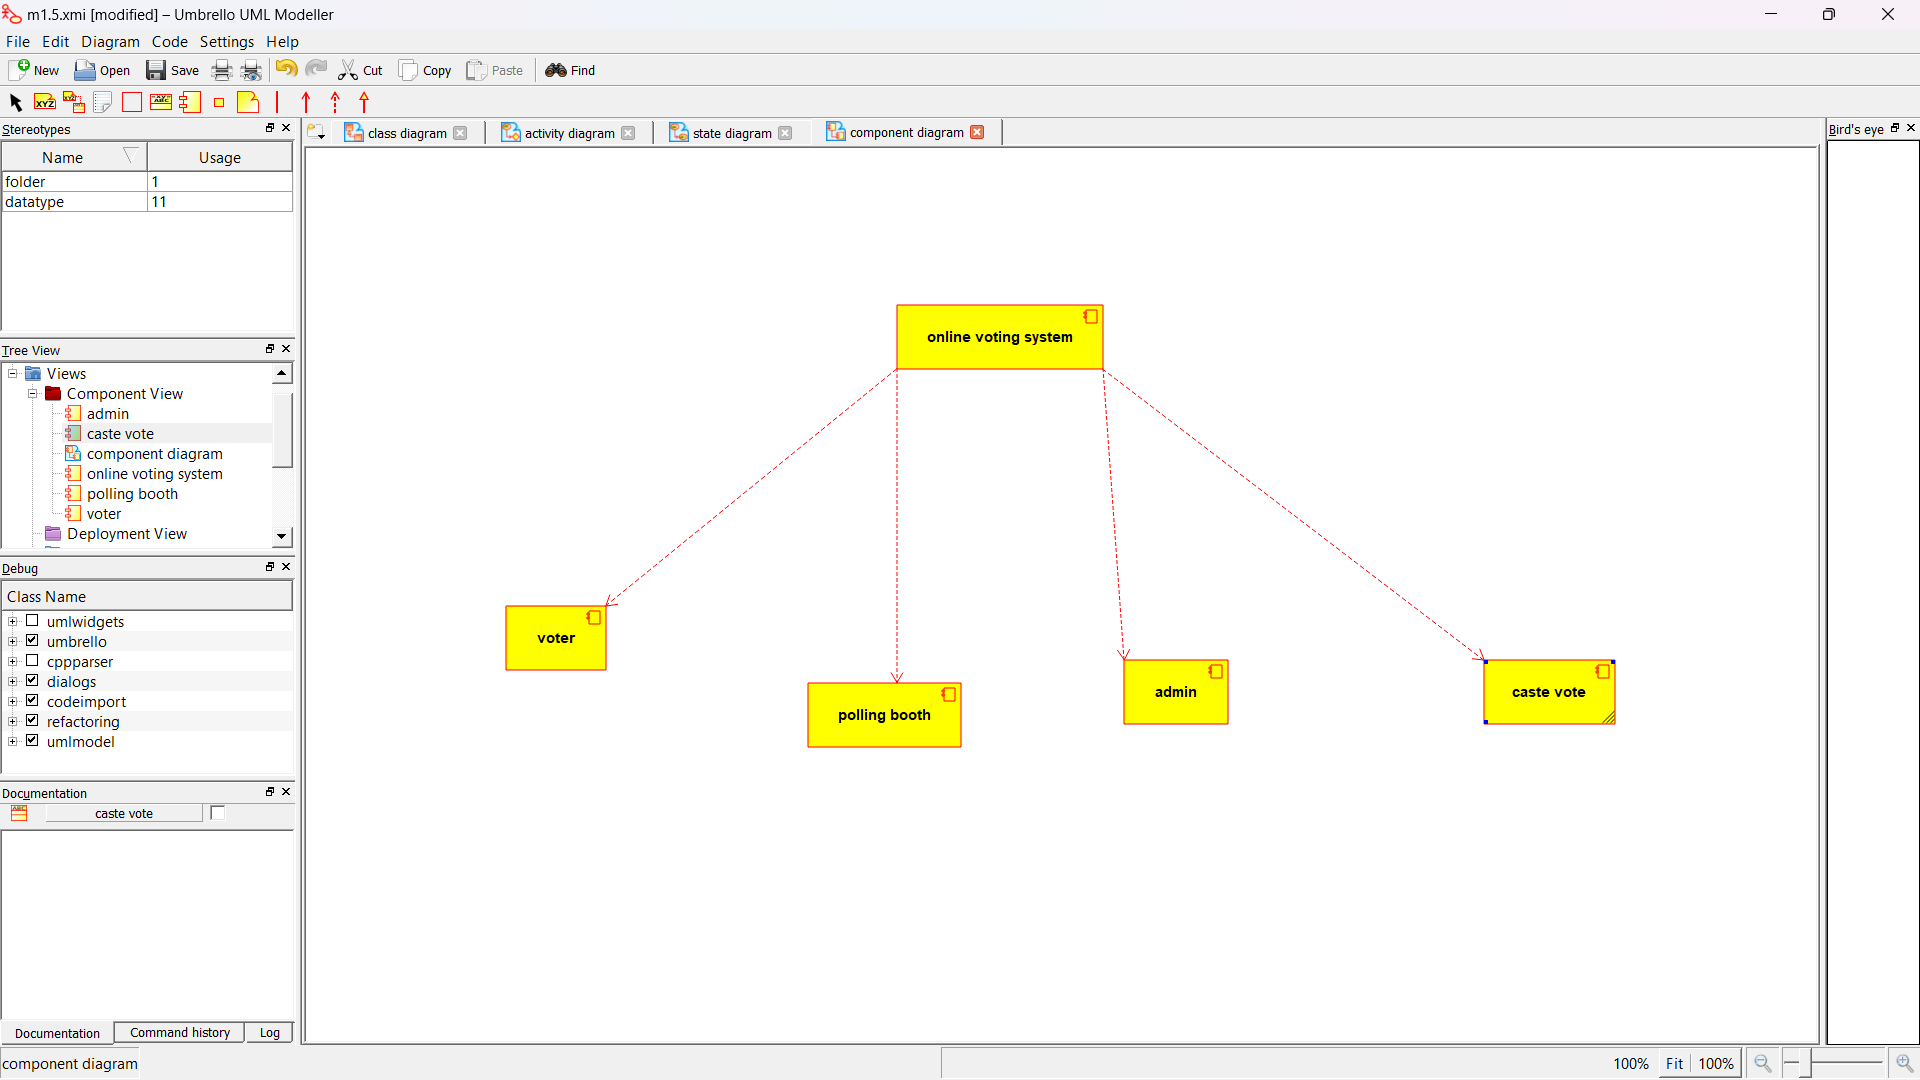 m1.5.xmi [modified] – Umbrello UML Modeller
File Edit Diagram Code Settings Help
New Open Save Cut Copy Paste Find
XYZ XYZ ABC
Stereotypes
Name Usage
folder 1
datatype 11
Tree View
Views
Component View
admin
caste vote
component diagram
online voting system
polling booth
voter
Deployment View
Debug
Class Name
umlwidgets
umbrello
cppparser
dialogs
codeimport
refactoring
umlmodel
Documentation
ABC
caste vote
Documentation Command history Log
class diagram activity diagram state diagram component diagram
online voting system
voter
polling booth
admin
caste vote
Bird's eye
component diagram
100% Fit 100%